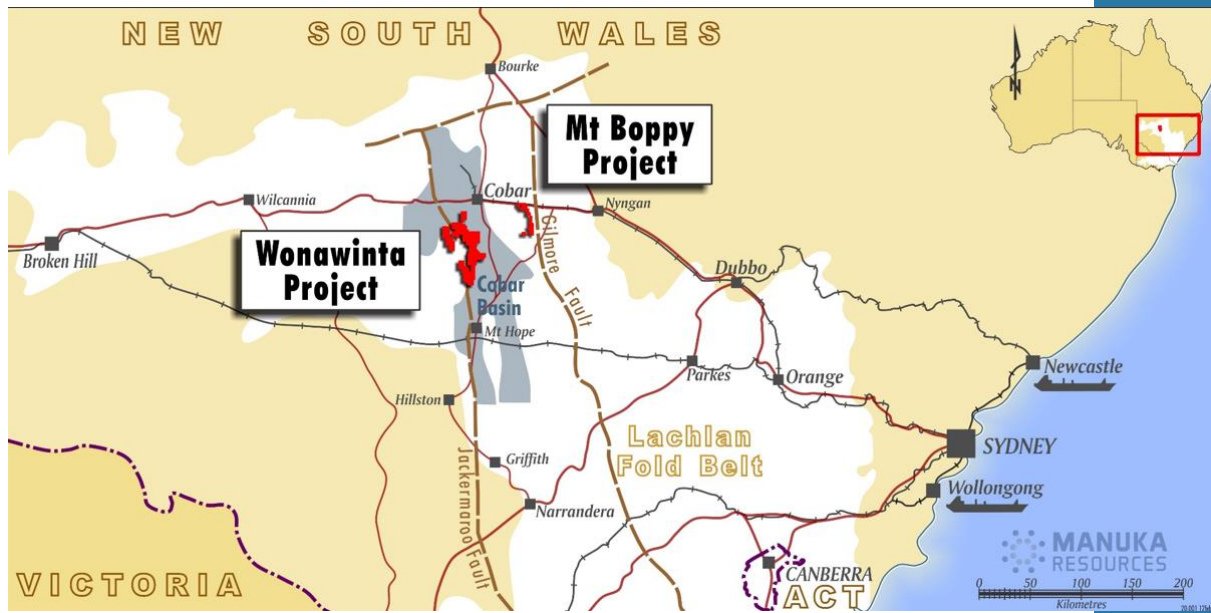 NEW SOUTH WALES
Bourke
Mt Boppy
Project
N
Cobar
Wilcannia
Nyngan
Broken Hill
Wonawinta
Project
Gilmore Fault
Dubbo
Cobar
Basin
Mt Hope
Newcastle
Parkes
Orange
Hillston
Lachlan
Fold Belt
SYDNEY
Griffith
Jackermaroo Fault
Wollongong
Narrandera
MANUKA
RESOURCES
CANBERRA
VICTORIA
ACT
0 50 100 150 200
Kilometres